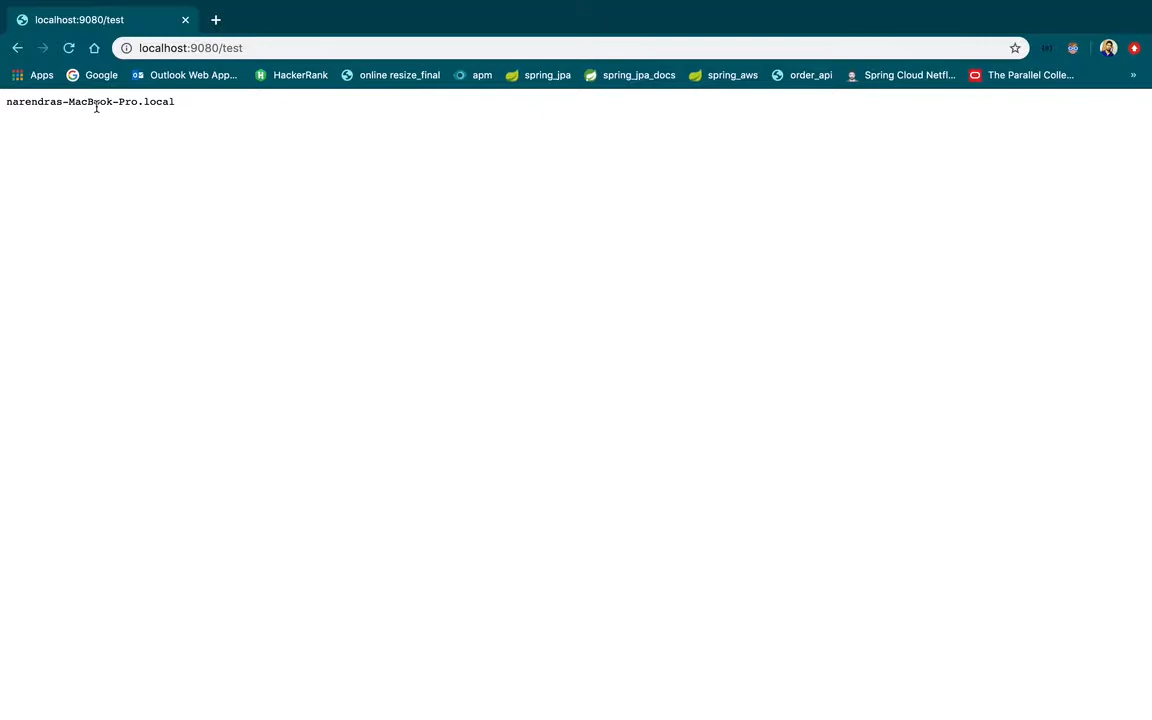 localhost:9080/test
localhost:9080/test
Apps Google Outlook Web App... HackerRank online resize_final apm spring_jpa spring_jpa_docs spring_aws order_api Spring Cloud Netfl... The Parallel Colle... »
narendras-MacBook-Pro.local